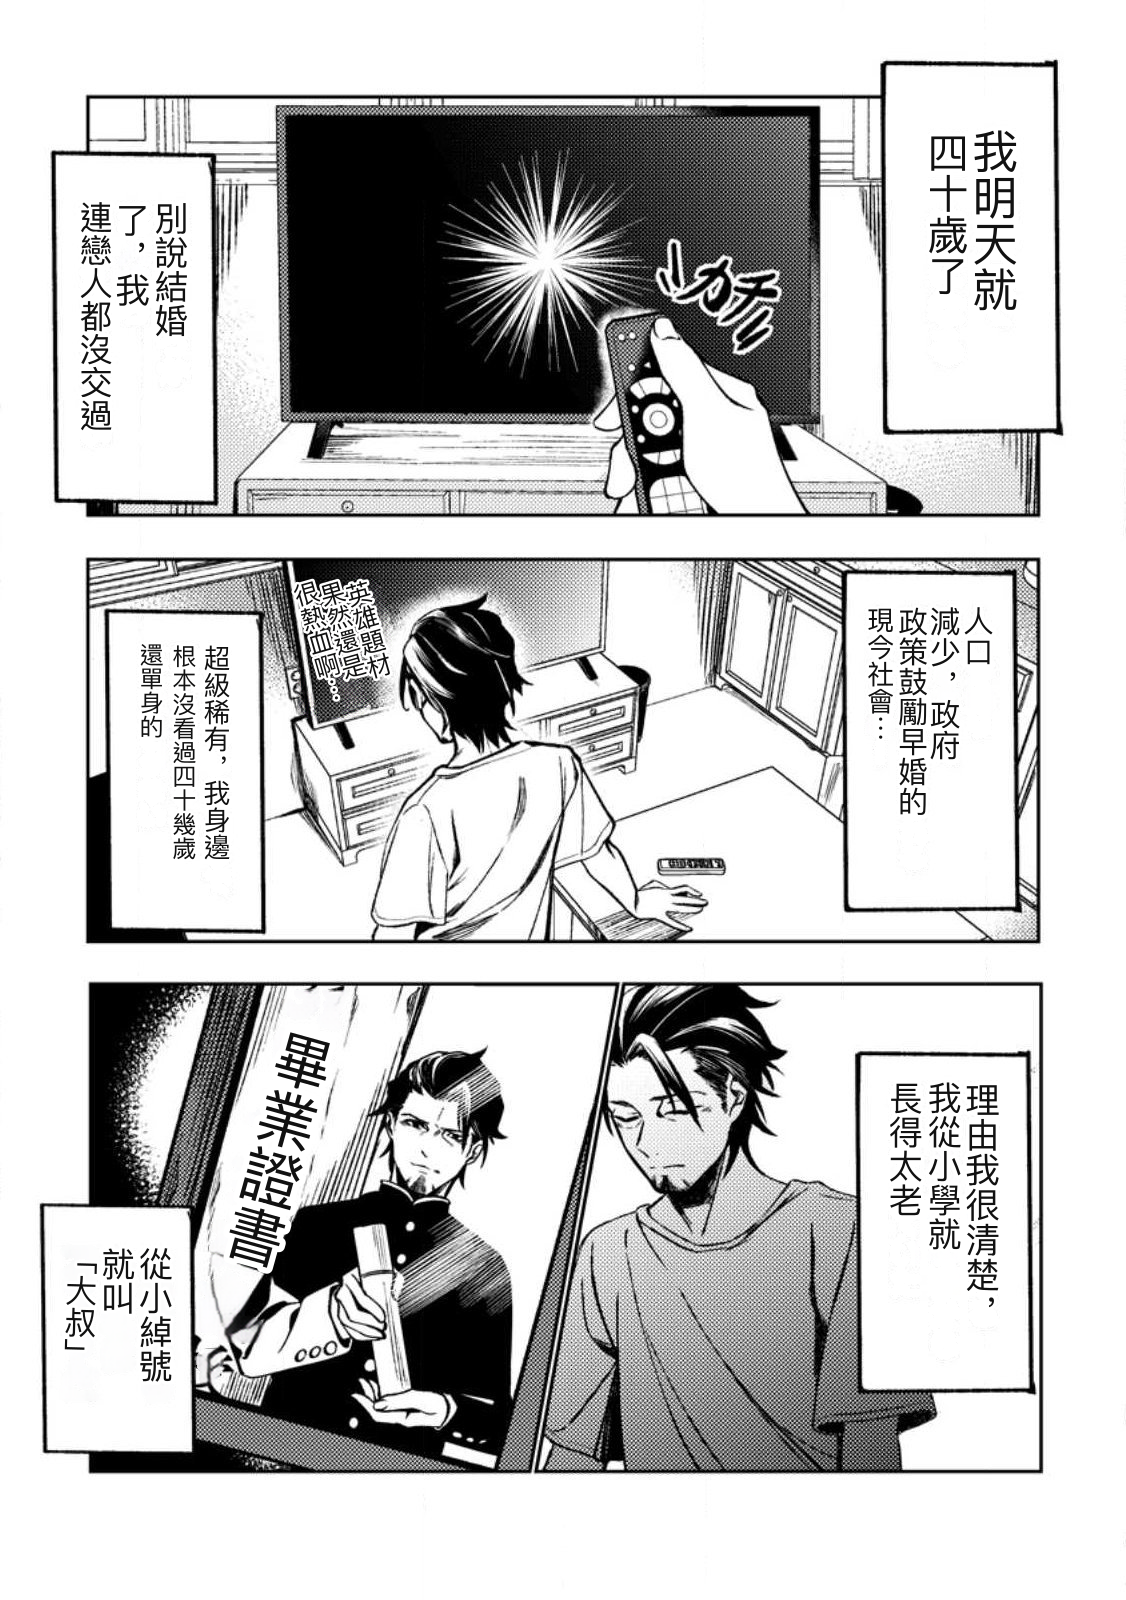 我明天就
四十歲了
カチ
別說結婚
了，我
連戀人都沒交過
人口
減少，政府
政策鼓勵早婚的
現今社會…
英雄題材
果然還是
很熱血啊……
超級稀有，我身邊
根本沒看過四十幾歲
還單身的
理由我很清楚，
我從小學就
長得太老
畢業證書
從小綽號
就叫
「大叔」